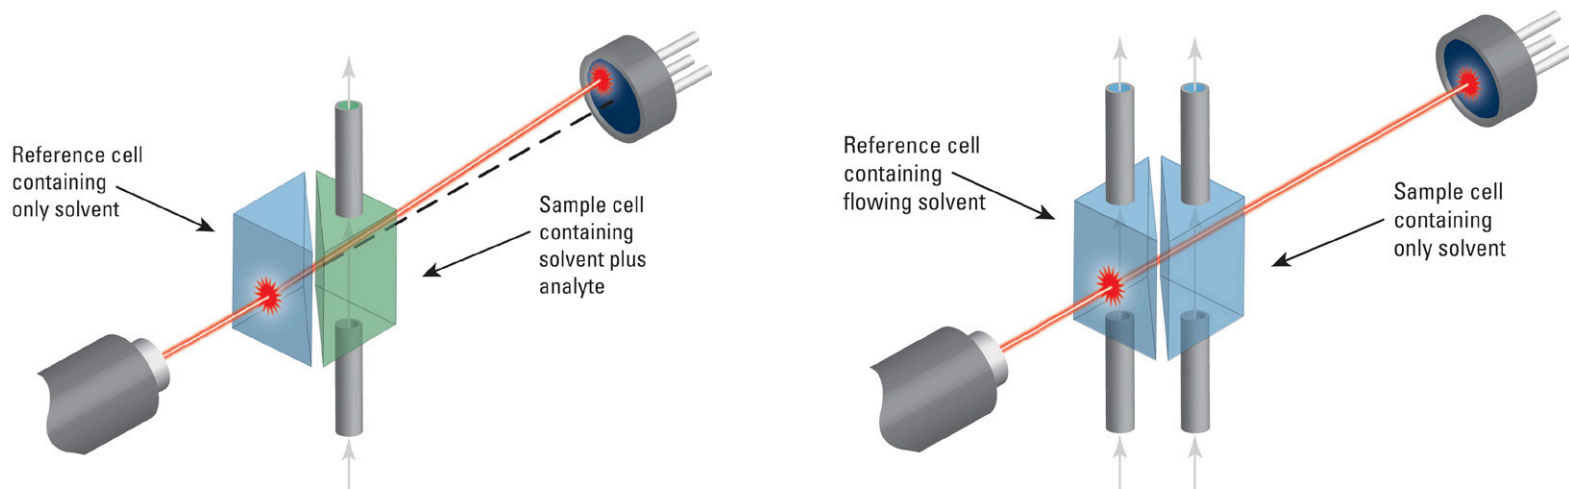 Reference cell
containing
only solvent
Sample cell
containing
solvent plus
analyte
Reference cell
containing
flowing solvent
Sample cell
containing
only solvent